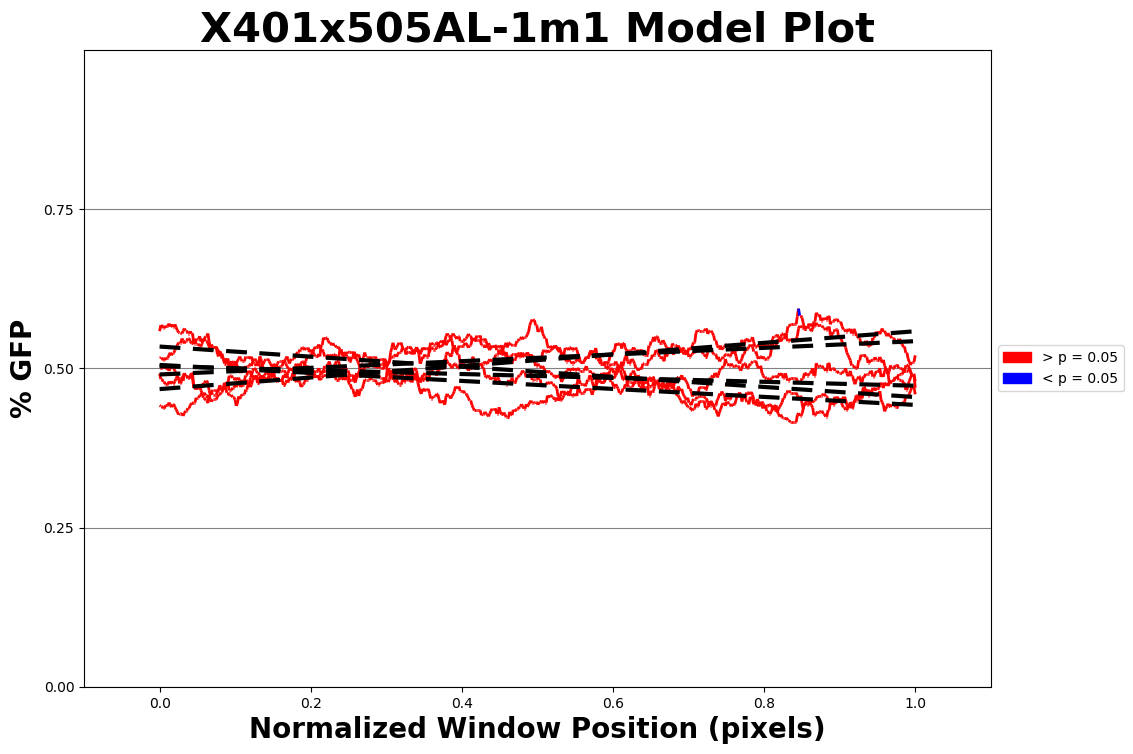 X401x505AL-1m1 Model Plot
% GFP
0.75
0.50
0.25
0.00
0.0 0.2 0.4 0.6 0.8 1.0
Normalized Window Position (pixels)
> p = 0.05
< p = 0.05